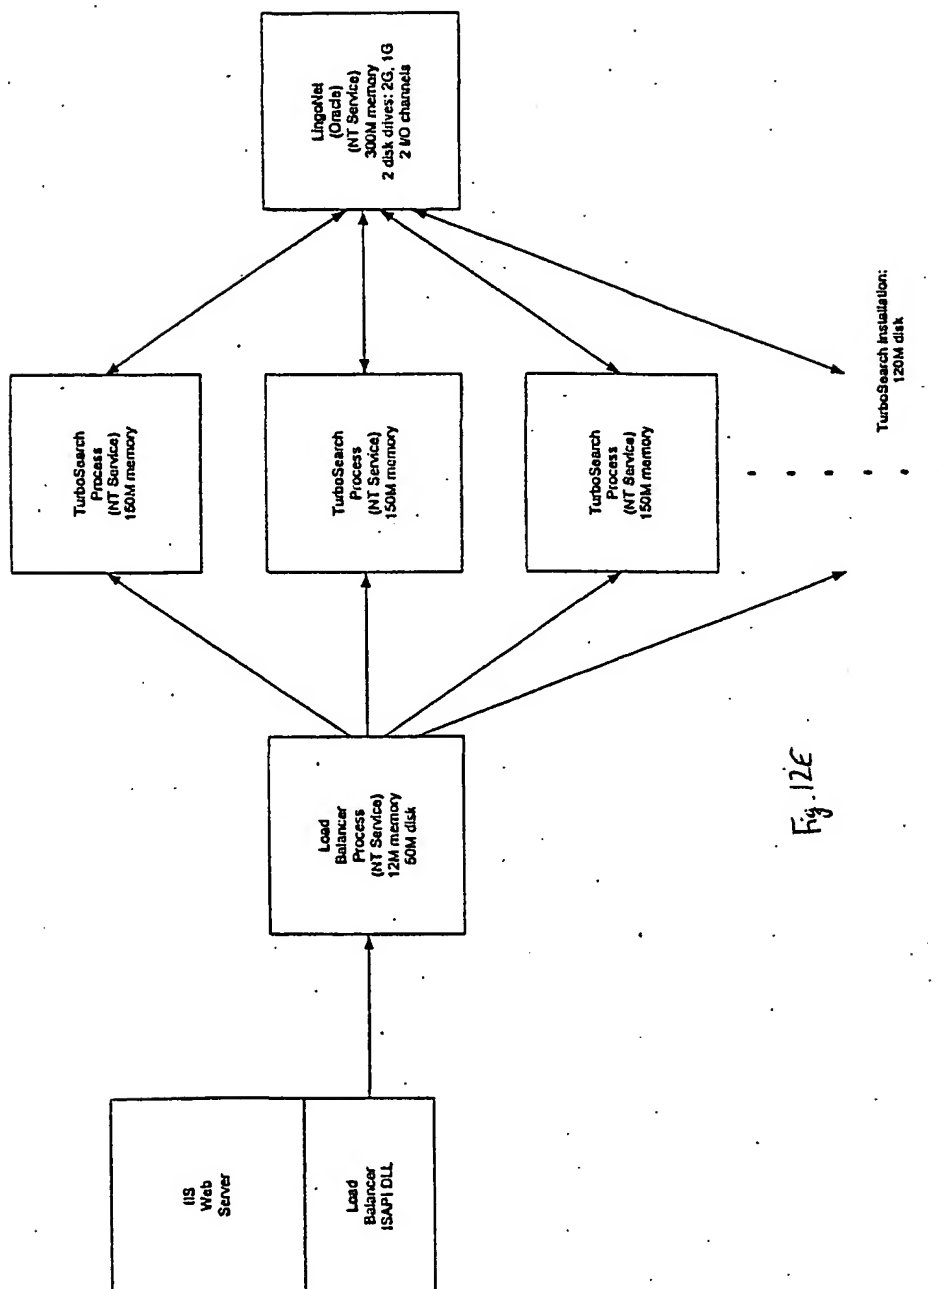 IIS
Web
Server
Load
Balancer
ISAPI DLL
Load
Balancer
Process
(NT Service)
12M memory
50M disk
TurboSearch
Process
(NT Service)
150M memory
TurboSearch
Process
(NT Service)
150M memory
TurboSearch
Process
(NT Service)
150M memory
TurboSearch Installation:
120M disk
LingoNet
(Oracle)
(NT Service)
300M memory
2 disk drives: 2G, 1G
2 I/O channels
Fig. 12E